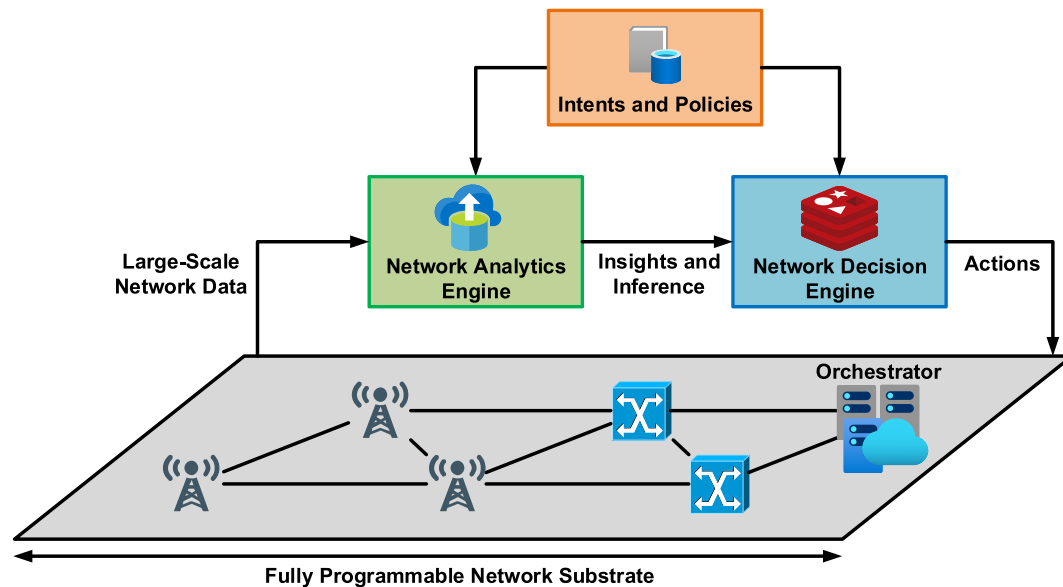 Intents and Policies
Large-Scale
Network Data
Network Analytics
Engine
Insights and
Inference
Network Decision
Engine
Actions
Orchestrator
Fully Programmable Network Substrate